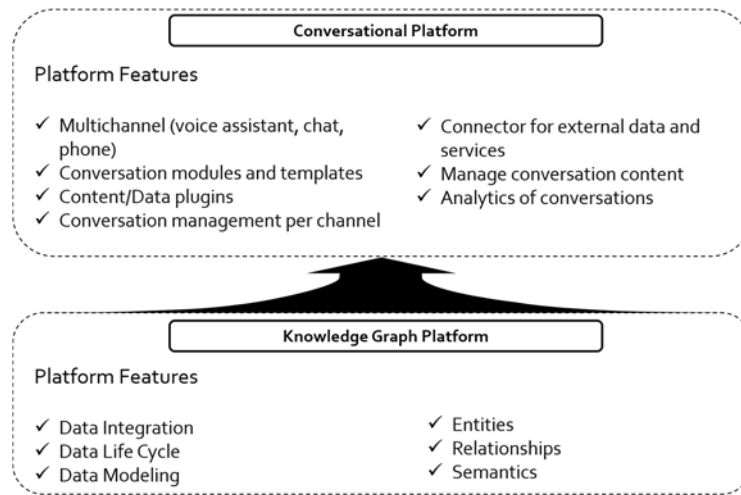 Conversational Platform
Platform Features
✓ Multichannel (voice assistant, chat,
phone)
✓ Conversation modules and templates
✓ Content/Data plugins
✓ Conversation management per channel
✓ Connector for external data and
services
✓ Manage conversation content
✓ Analytics of conversations
Knowledge Graph Platform
Platform Features
✓ Data Integration
✓ Data Life Cycle
✓ Data Modeling
✓ Entities
✓ Relationships
✓ Semantics